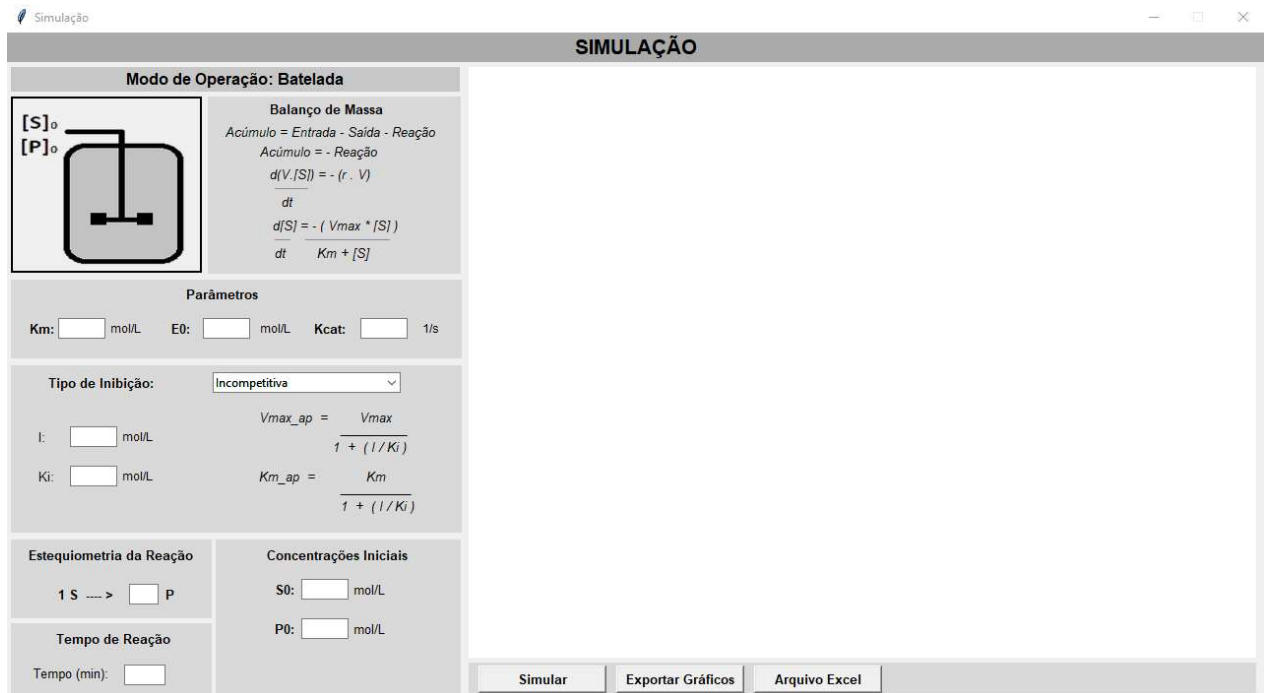 Simulação
SIMULAÇÃO
Modo de Operação: Batelada
[S]₀
[P]₀
Balanço de Massa
Acúmulo = Entrada - Saída - Reação
Acúmulo = - Reação
d(V.[S]) = - (r . V)
dt
d[S] = - ( Vmax * [S] )
dt Km + [S]
Parâmetros
Km: mol/L E0: mol/L Kcat: 1/s
Tipo de Inibição: Incompetitiva
Vmax_ap = Vmax
1 + ( I / Ki )
I: mol/L
Ki: mol/L
Km_ap = Km
1 + ( I / Ki )
Estequiometria da Reação
1 S ---- > P
Concentrações Iniciais
S0: mol/L
P0: mol/L
Tempo de Reação
Tempo (min):
Simular Exportar Gráficos Arquivo Excel